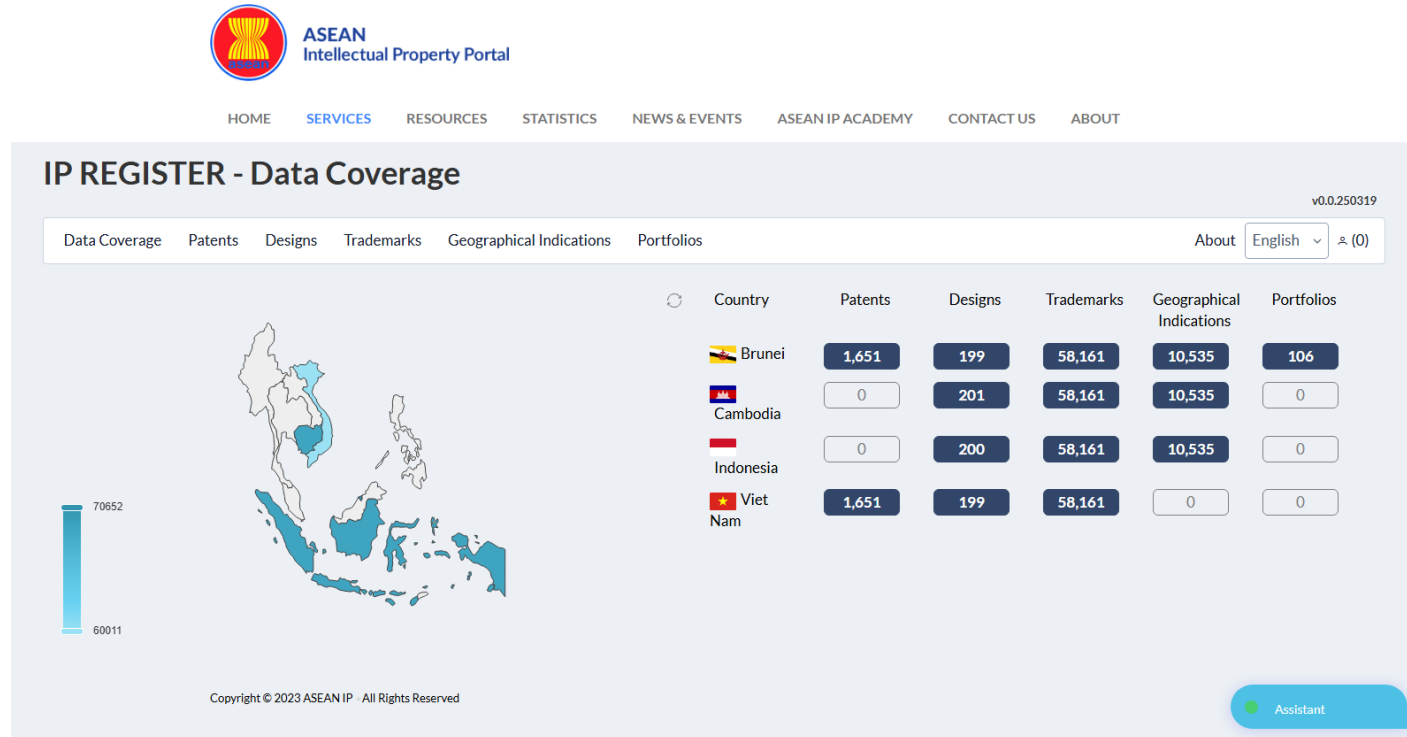 asean
ASEAN
Intellectual Property Portal
HOME SERVICES RESOURCES STATISTICS NEWS & EVENTS ASEAN IP ACADEMY CONTACT US ABOUT
IP REGISTER - Data Coverage
v0.0.250319
Data Coverage Patents Designs Trademarks Geographical Indications Portfolios About English (0)
Country Patents Designs Trademarks Geographical Indications Portfolios
Brunei 1,651 199 58,161 10,535 106
Cambodia 0 201 58,161 10,535 0
Indonesia 0 200 58,161 10,535 0
Viet Nam 1,651 199 58,161 0 0
70652
60011
Copyright © 2023 ASEAN IP - All Rights Reserved
Assistant